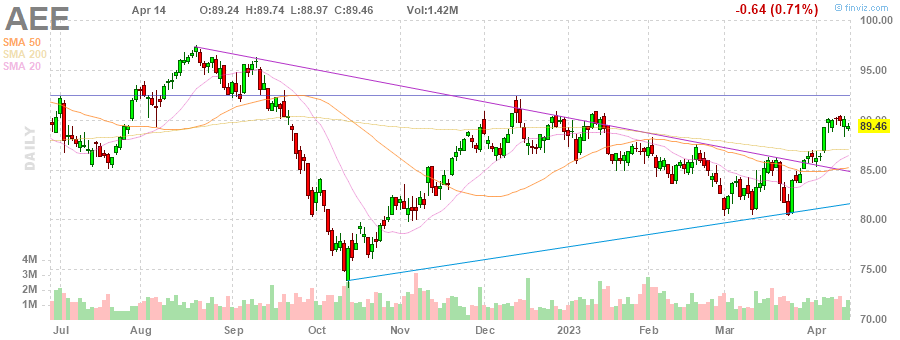 AEE
Apr 14 O:89.24 H:89.74 L:88.97 C:89.46 Vol:1.42M -0.64 (0.71%) © finviz.com
SMA 50
SMA 200
SMA 20
DAILY
100.00
95.00
90.00
89.46
85.00
80.00
75.00
70.00
4M
3M
2M
1M
Jul Aug Sep Oct Nov Dec 2023 Feb Mar Apr